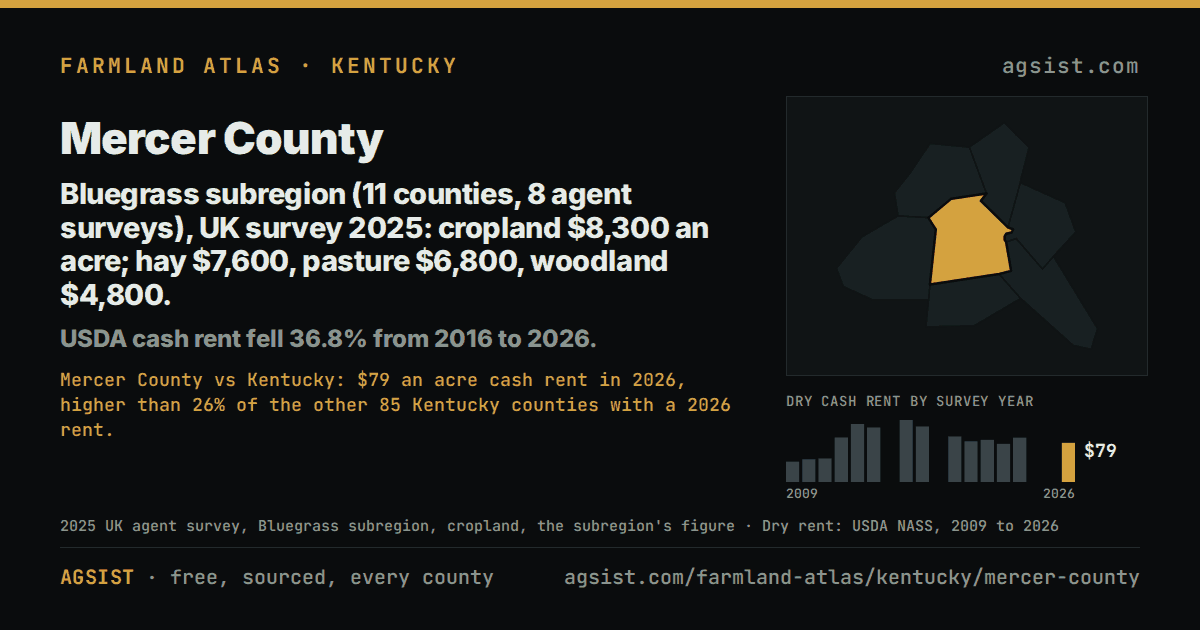 FARMLAND ATLAS · KENTUCKY
agsist.com
Mercer County
Bluegrass subregion (11 counties, 8 agent
surveys), UK survey 2025: cropland $8,300 an
acre; hay $7,600, pasture $6,800, woodland
$4,800.
USDA cash rent fell 36.8% from 2016 to 2026.
Mercer County vs Kentucky: $79 an acre cash rent in 2026,
higher than 26% of the other 85 Kentucky counties with a 2026
rent.
DRY CASH RENT BY SURVEY YEAR
$79
2009
2026
2025 UK agent survey, Bluegrass subregion, cropland, the subregion's figure · Dry rent: USDA NASS, 2009 to 2026
AGSIST · free, sourced, every county
agsist.com/farmland-atlas/kentucky/mercer-county